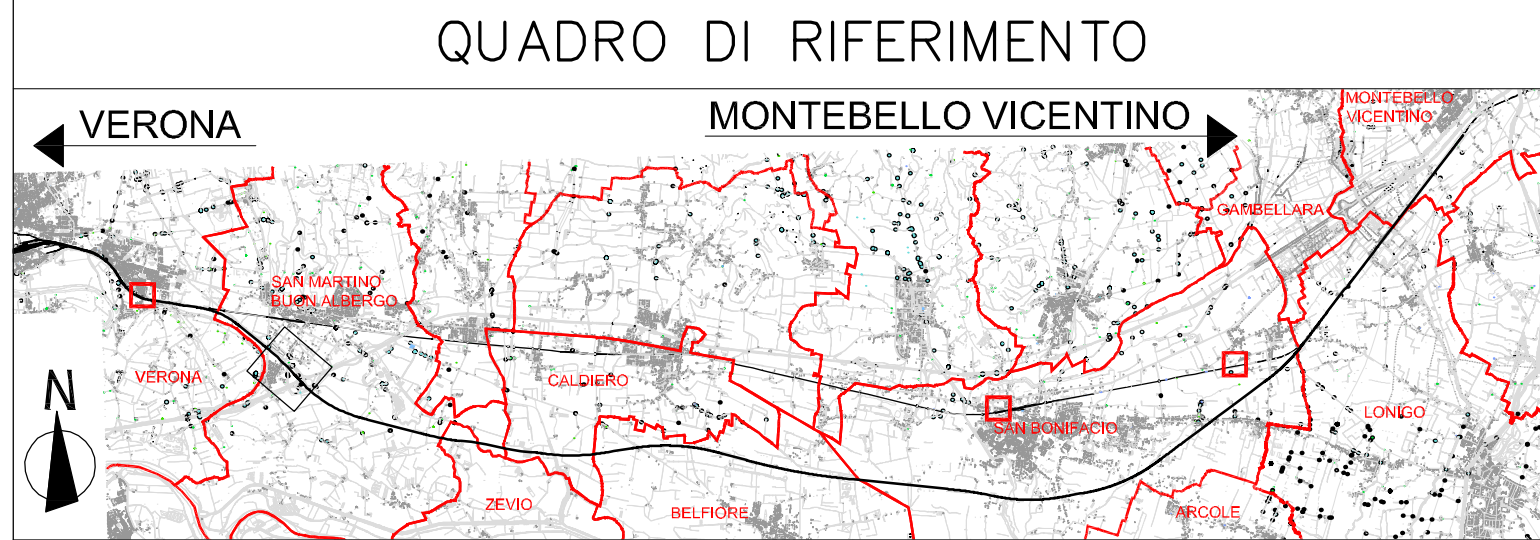 QUADRO DI RIFERIMENTO
VERONA
MONTEBELLO VICENTINO
MONTEBELLO
VICENTINO
GAMBELLARA
SAN MARTINO
BUON ALBERGO
VERONA
CALDIERO
N
LONIGO
SAN BONIFACIO
ZEVIO
BELFIORE
ARCOLE